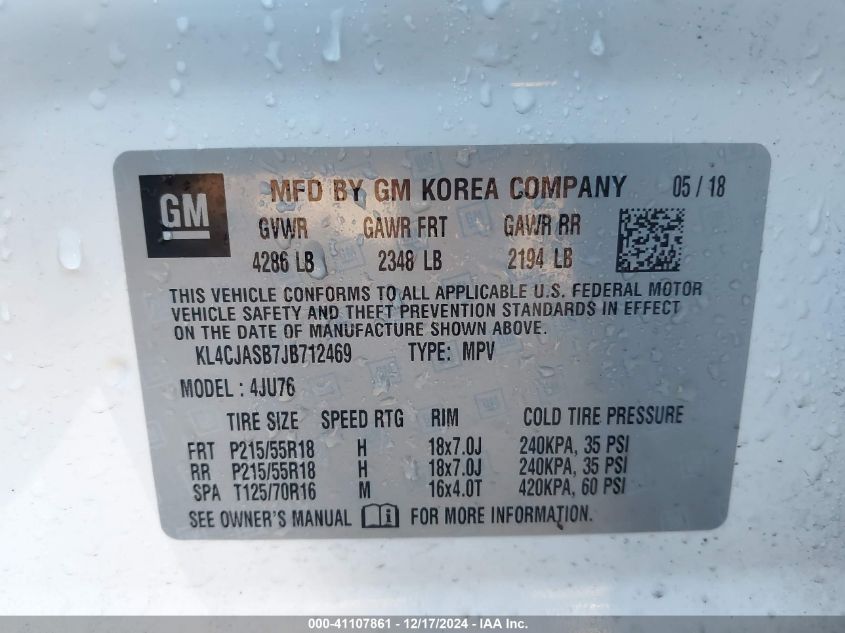 GM MFD BY GM KOREA COMPANY 05 / 18
GVWR GAWR FRT GAWR RR
4286 LB 2348 LB 2194 LB
THIS VEHICLE CONFORMS TO ALL APPLICABLE U.S. FEDERAL MOTOR
VEHICLE SAFETY AND THEFT PREVENTION STANDARDS IN EFFECT
ON THE DATE OF MANUFACTURE SHOWN ABOVE.
KL4CJASB7JB712469 TYPE: MPV
MODEL : 4JU76
TIRE SIZE SPEED RTG RIM COLD TIRE PRESSURE
FRT P215/55R18 H 18x7.0J 240KPA, 35 PSI
RR P215/55R18 H 18x7.0J 240KPA, 35 PSI
SPA T125/70R16 M 16x4.0T 420KPA, 60 PSI
SEE OWNER'S MANUAL FOR MORE INFORMATION.
000-41107861 - 12/17/2024 - IAA Inc.